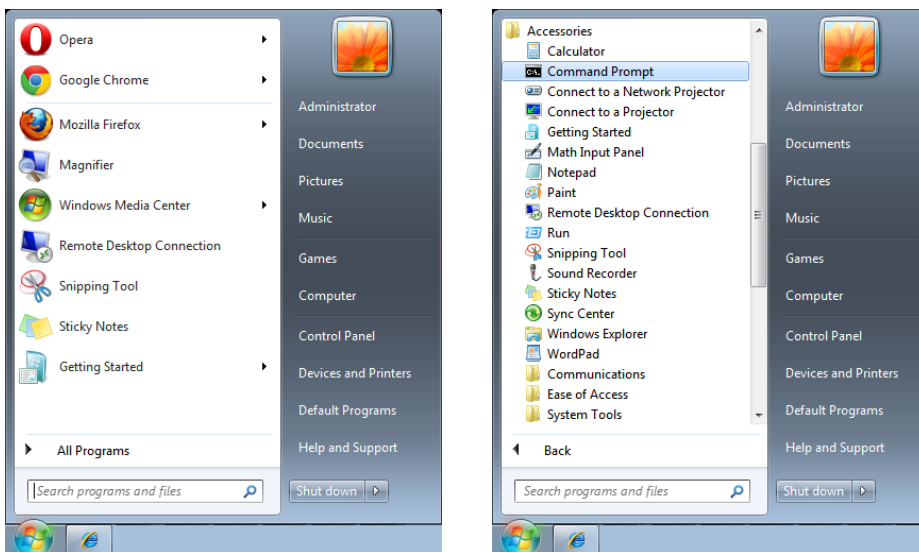 Opera
Google Chrome
Mozilla Firefox
Magnifier
Windows Media Center
Remote Desktop Connection
Snipping Tool
Sticky Notes
Getting Started
All Programs
Search programs and files
Administrator
Documents
Pictures
Music
Games
Computer
Control Panel
Devices and Printers
Default Programs
Help and Support
Shut down
Accessories
Calculator
C:\.
Command Prompt
Connect to a Network Projector
Connect to a Projector
Getting Started
Math Input Panel
Notepad
Paint
Remote Desktop Connection
Run
Snipping Tool
Sound Recorder
Sticky Notes
Sync Center
Windows Explorer
WordPad
Communications
Ease of Access
System Tools
Back
Search programs and files
Administrator
Documents
Pictures
Music
Games
Computer
Control Panel
Devices and Printers
Default Programs
Help and Support
Shut down